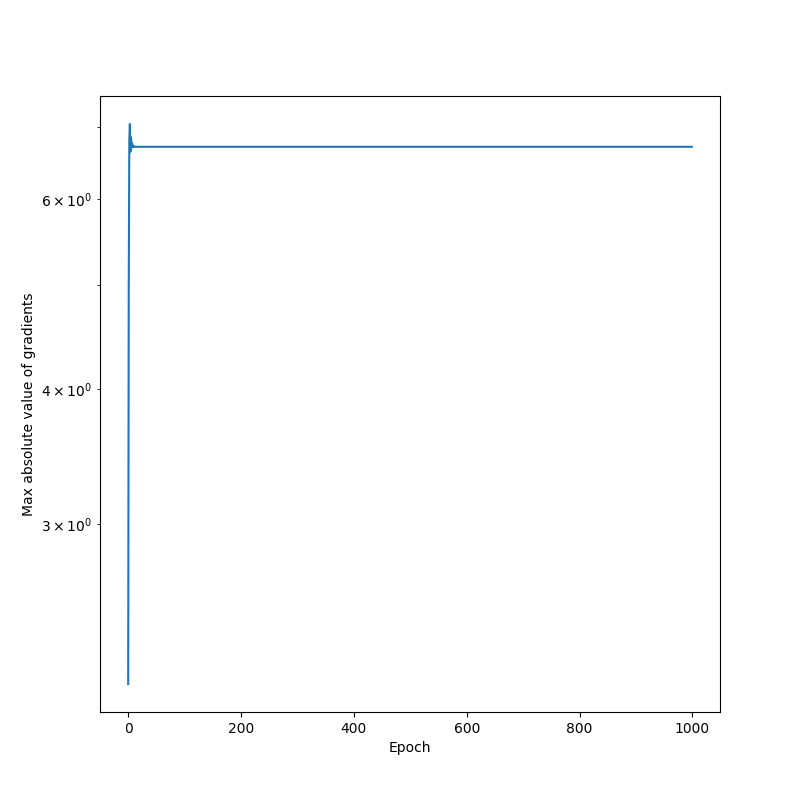 Max absolute value of gradients
6 × 10⁰
4 × 10⁰
3 × 10⁰
0 200 400 600 800 1000
Epoch